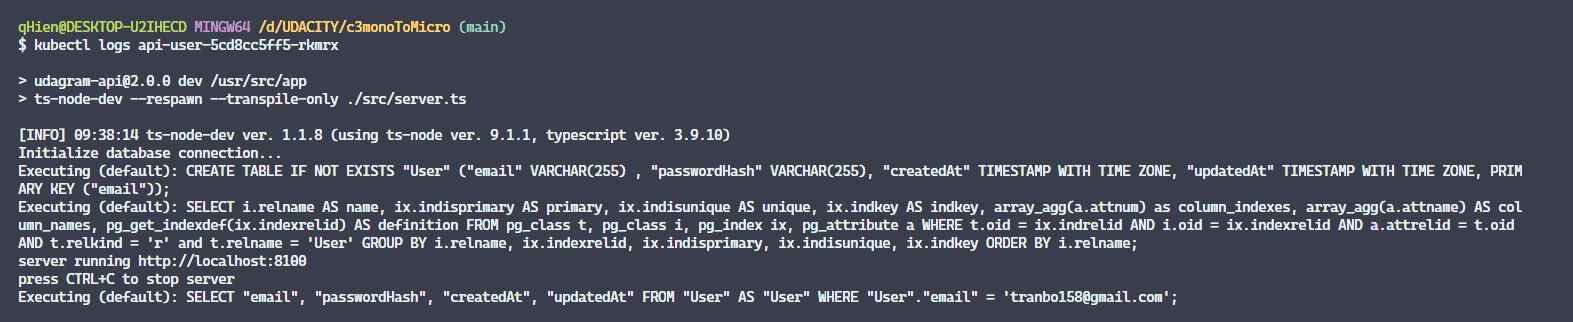 qHien@DESKTOP-U2IHECD MINGW64 /d/UDACITY/c3monoToMicro (main)
$ kubectl logs api-user-5cd8cc5ff5-rkmrx
> udagram-api@2.0.0 dev /usr/src/app
> ts-node-dev --respawn --transpile-only ./src/server.ts
[INFO] 09:38:14 ts-node-dev ver. 1.1.8 (using ts-node ver. 9.1.1, typescript ver. 3.9.10)
Initialize database connection...
Executing (default): CREATE TABLE IF NOT EXISTS "User" ("email" VARCHAR(255) , "passwordHash" VARCHAR(255), "createdAt" TIMESTAMP WITH TIME ZONE, "updatedAt" TIMESTAMP WITH TIME ZONE, PRIM
ARY KEY ("email"));
Executing (default): SELECT i.relname AS name, ix.indisprimary AS primary, ix.indisunique AS unique, ix.indkey AS indkey, array_agg(a.attnum) as column_indexes, array_agg(a.attname) AS col
umn_names, pg_get_indexdef(ix.indexrelid) AS definition FROM pg_class t, pg_class i, pg_index ix, pg_attribute a WHERE t.oid = ix.indrelid AND i.oid = ix.indexrelid AND a.attrelid = t.oid
AND t.relkind = 'r' and t.relname = 'User' GROUP BY i.relname, ix.indexrelid, ix.indisprimary, ix.indisunique, ix.indkey ORDER BY i.relname;
server running http://localhost:8100
press CTRL+C to stop server
Executing (default): SELECT "email", "passwordHash", "createdAt", "updatedAt" FROM "User" AS "User" WHERE "User"."email" = 'tranbo158@gmail.com';